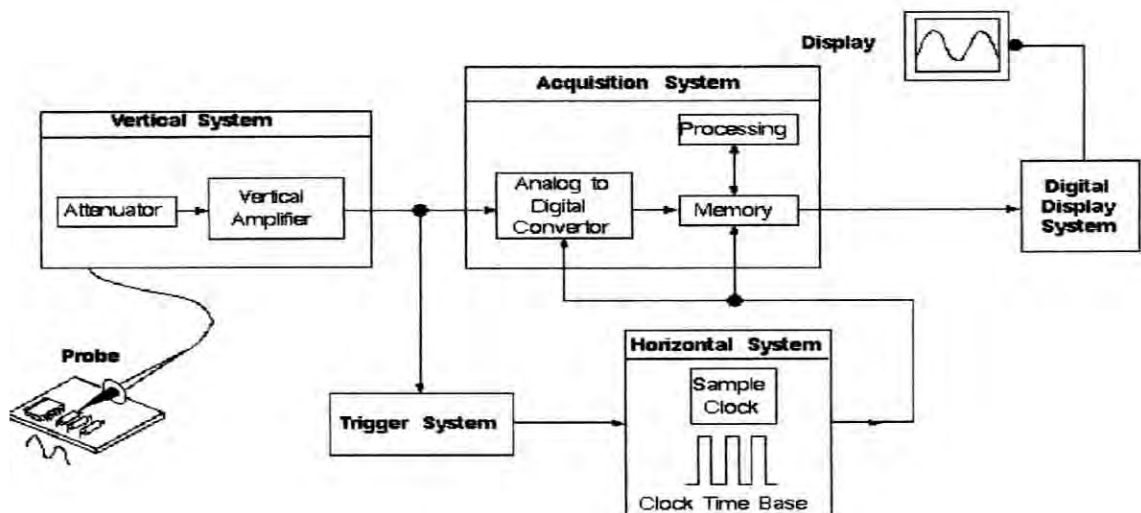 Display
Acquisition System
Vertical System
Processing
Attenuator
Vertical
Amplifier
Analog to
Digital
Convertor
Memory
Digital
Display
System
Probe
Horizontal System
Sample
Clock
Trigger System
Clock Time Base